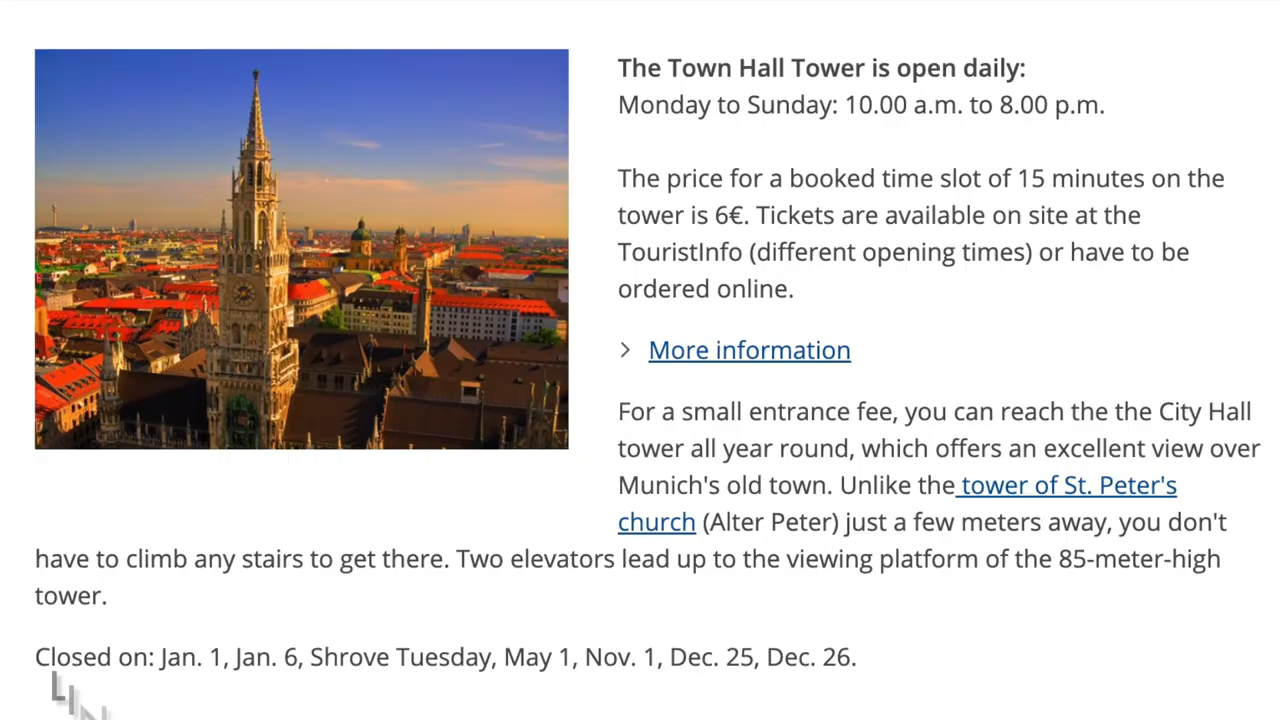 The Town Hall Tower is open daily:
Monday to Sunday: 10.00 a.m. to 8.00 p.m.
The price for a booked time slot of 15 minutes on the
tower is 6€. Tickets are available on site at the
TouristInfo (different opening times) or have to be
ordered online.
More information
For a small entrance fee, you can reach the the City Hall
tower all year round, which offers an excellent view over
Munich's old town. Unlike the tower of St. Peter's
church (Alter Peter) just a few meters away, you don't
have to climb any stairs to get there. Two elevators lead up to the viewing platform of the 85-meter-high
tower.
Closed on: Jan. 1, Jan. 6, Shrove Tuesday, May 1, Nov. 1, Dec. 25, Dec. 26.